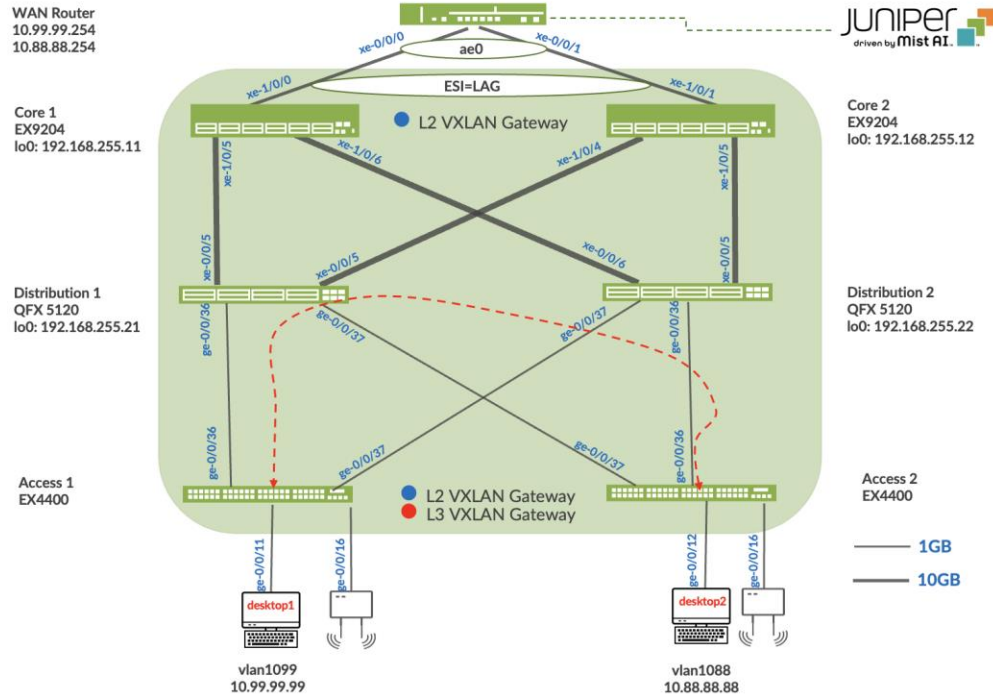 WAN Router
10.99.99.254
10.88.88.254
JUNIPER
driven by Mist AI
xe-0/0/0
xe-0/0/1
ae0
xe-1/0/0
xe-1/0/1
ESI=LAG
Core 1
EX9204
lo0: 192.168.255.11
L2 VXLAN Gateway
Core 2
EX9204
lo0: 192.168.255.12
xe-1/0/5
xe-1/0/6
xe-1/0/4
xe-1/0/5
xe-0/0/5
xe-0/0/5
xe-0/0/6
xe-0/0/5
Distribution 1
QFX 5120
lo0: 192.168.255.21
Distribution 2
QFX 5120
lo0: 192.168.255.22
ge-0/0/36
ge-0/0/37
ge-0/0/37
ge-0/0/36
ge-0/0/36
ge-0/0/37
ge-0/0/37
ge-0/0/36
Access 1
EX4400
L2 VXLAN Gateway
L3 VXLAN Gateway
Access 2
EX4400
ge-0/0/11
ge-0/0/16
ge-0/0/12
ge-0/0/16
1GB
10GB
desktop1
desktop2
vlan1099
10.99.99.99
vlan1088
10.88.88.88